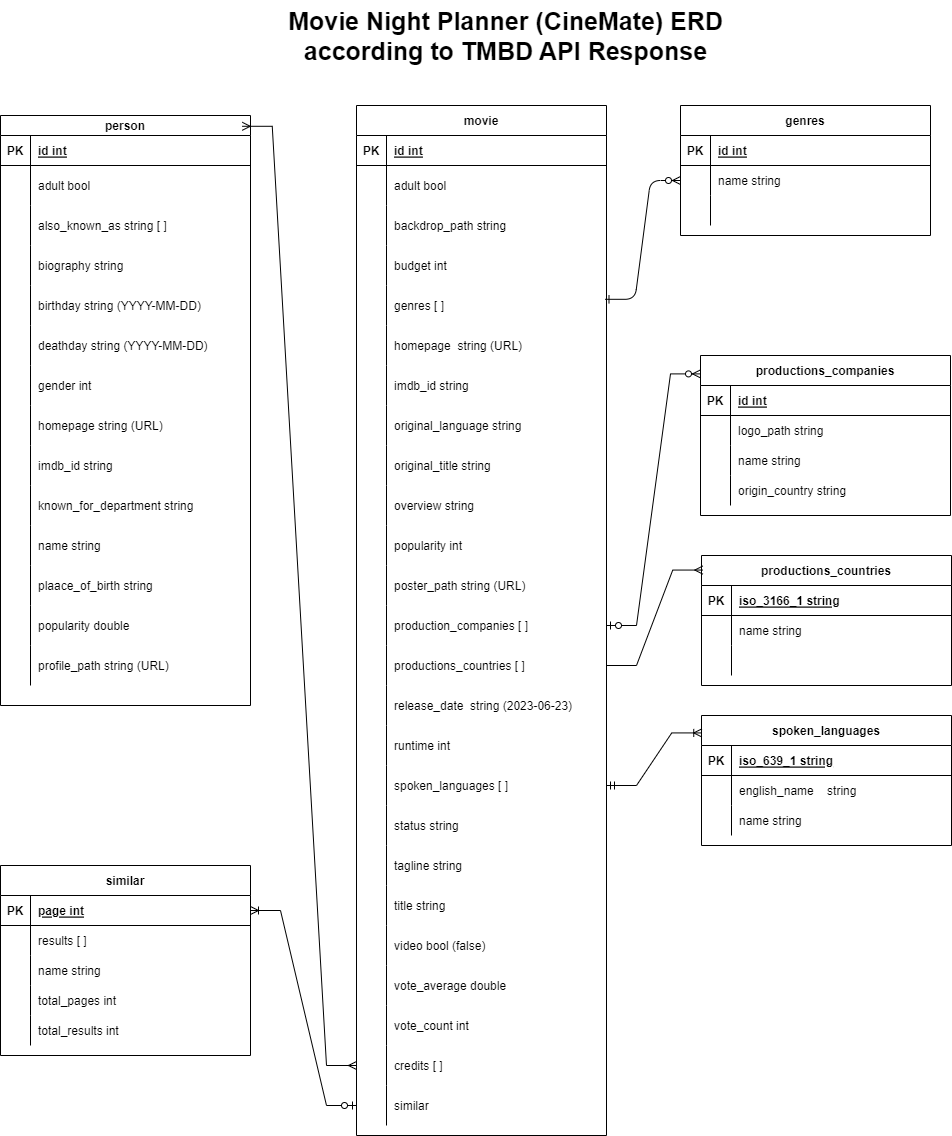 Movie Night Planner (CineMate) ERD
according to TMBD API Response
person
PK id int
adult bool
also_known_as string [ ]
biography string
birthday string (YYYY-MM-DD)
deathday string (YYYY-MM-DD)
gender int
homepage string (URL)
imdb_id string
known_for_department string
name string
plaace_of_birth string
popularity double
profile_path string (URL)
similar
PK page int
results [ ]
name string
total_pages int
total_results int
movie
PK id int
adult bool
backdrop_path string
budget int
genres [ ]
homepage  string (URL)
imdb_id string
original_language string
original_title string
overview string
popularity int
poster_path string (URL)
production_companies [ ]
productions_countries [ ]
release_date  string (2023-06-23)
runtime int
spoken_languages [ ]
status string
tagline string
title string
video bool (false)
vote_average double
vote_count int
credits [ ]
similar
genres
PK id int
name string
productions_companies
PK id int
logo_path string
name string
origin_country string
productions_countries
PK iso_3166_1 string
name string
spoken_languages
PK iso_639_1 string
english_name    string
name string